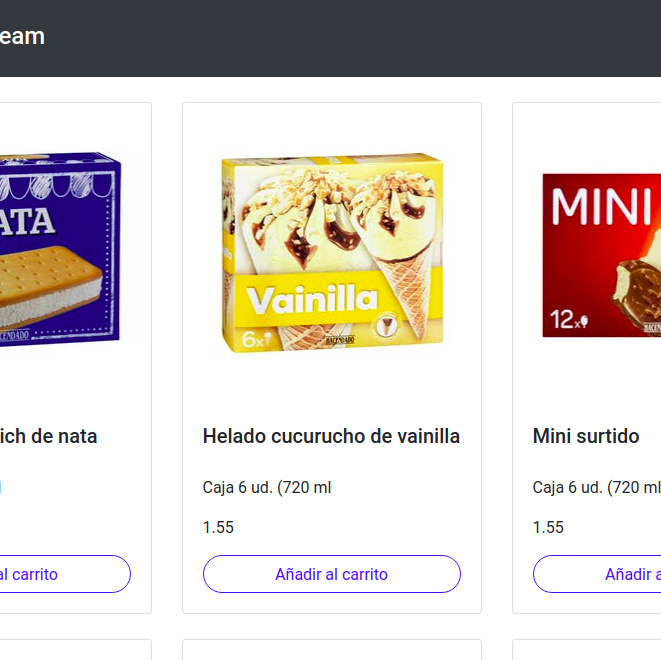 eam
ATA
HACENDADO
ich de nata
al carrito
Vainilla
6x
HACENDADO
Helado cucurucho de vainilla
Caja 6 ud. (720 ml
1.55
Añadir al carrito
MINI
12x
HACEN
Mini surtido
Caja 6 ud. (720 ml
1.55
Añadir a